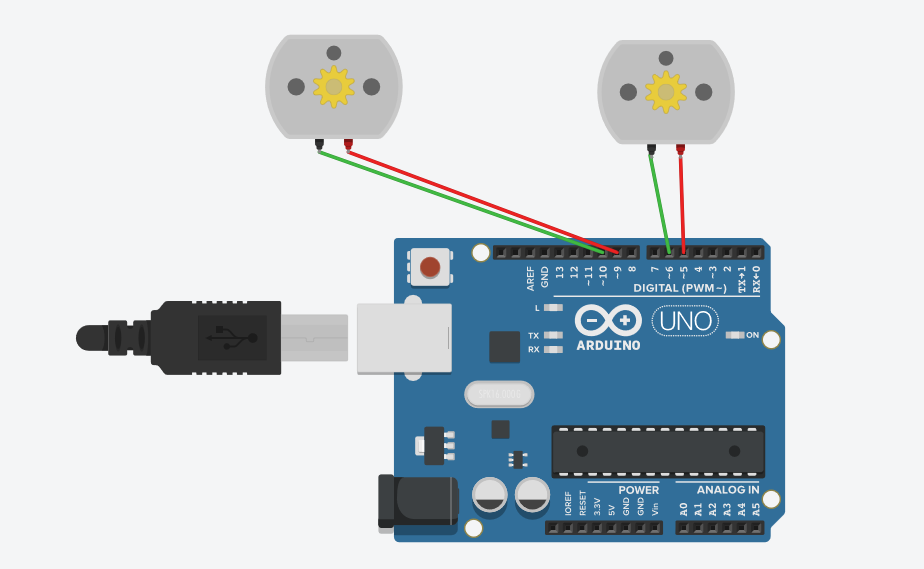 AREF
GND
13
12
~11
~10
~9
8
7
~6
~5
4
~3
2
TX→1
RX←0
DIGITAL (PWM~)
L
TX
RX
ARDUINO
UNO
ON
POWER
ANALOG IN
IOREF
RESET
3.3V
5V
GND
GND
Vin
A0
A1
A2
A3
A4
A5